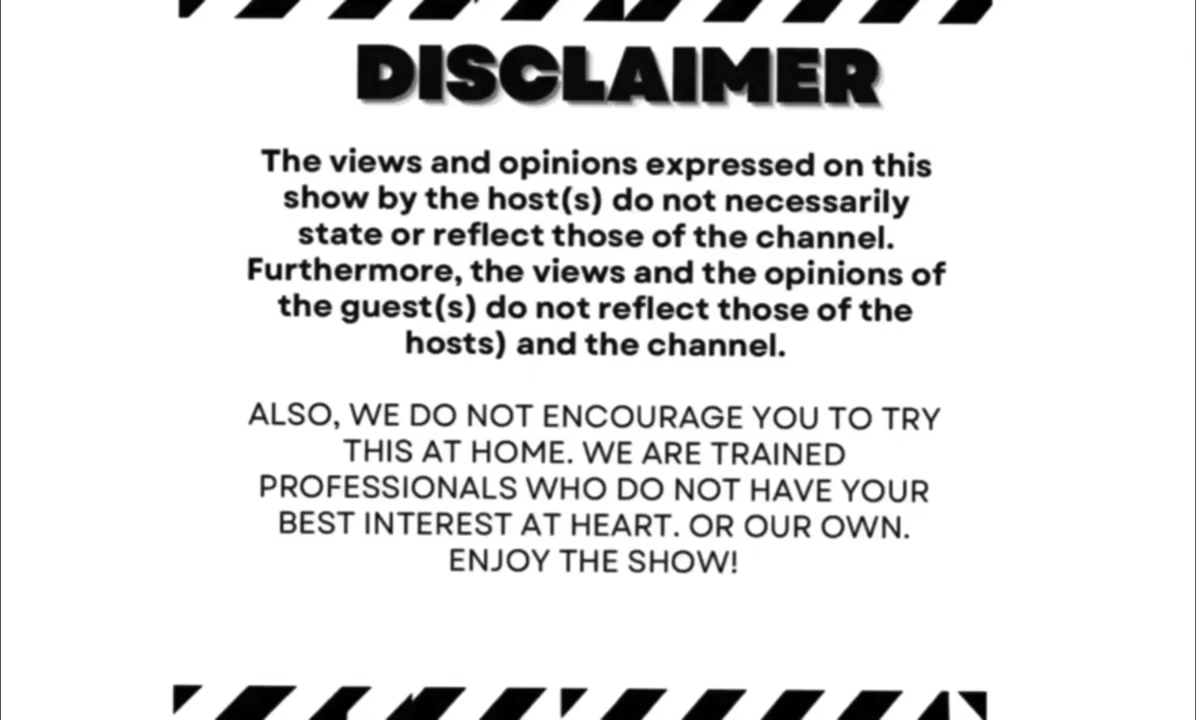 DISCLAIMER
The views and opinions expressed on this
show by the host(s) do not necessarily
state or reflect those of the channel.
Furthermore, the views and the opinions of
the guest(s) do not reflect those of the
hosts) and the channel.
ALSO, WE DO NOT ENCOURAGE YOU TO TRY
THIS AT HOME. WE ARE TRAINED
PROFESSIONALS WHO DO NOT HAVE YOUR
BEST INTEREST AT HEART. OR OUR OWN.
ENJOY THE SHOW!